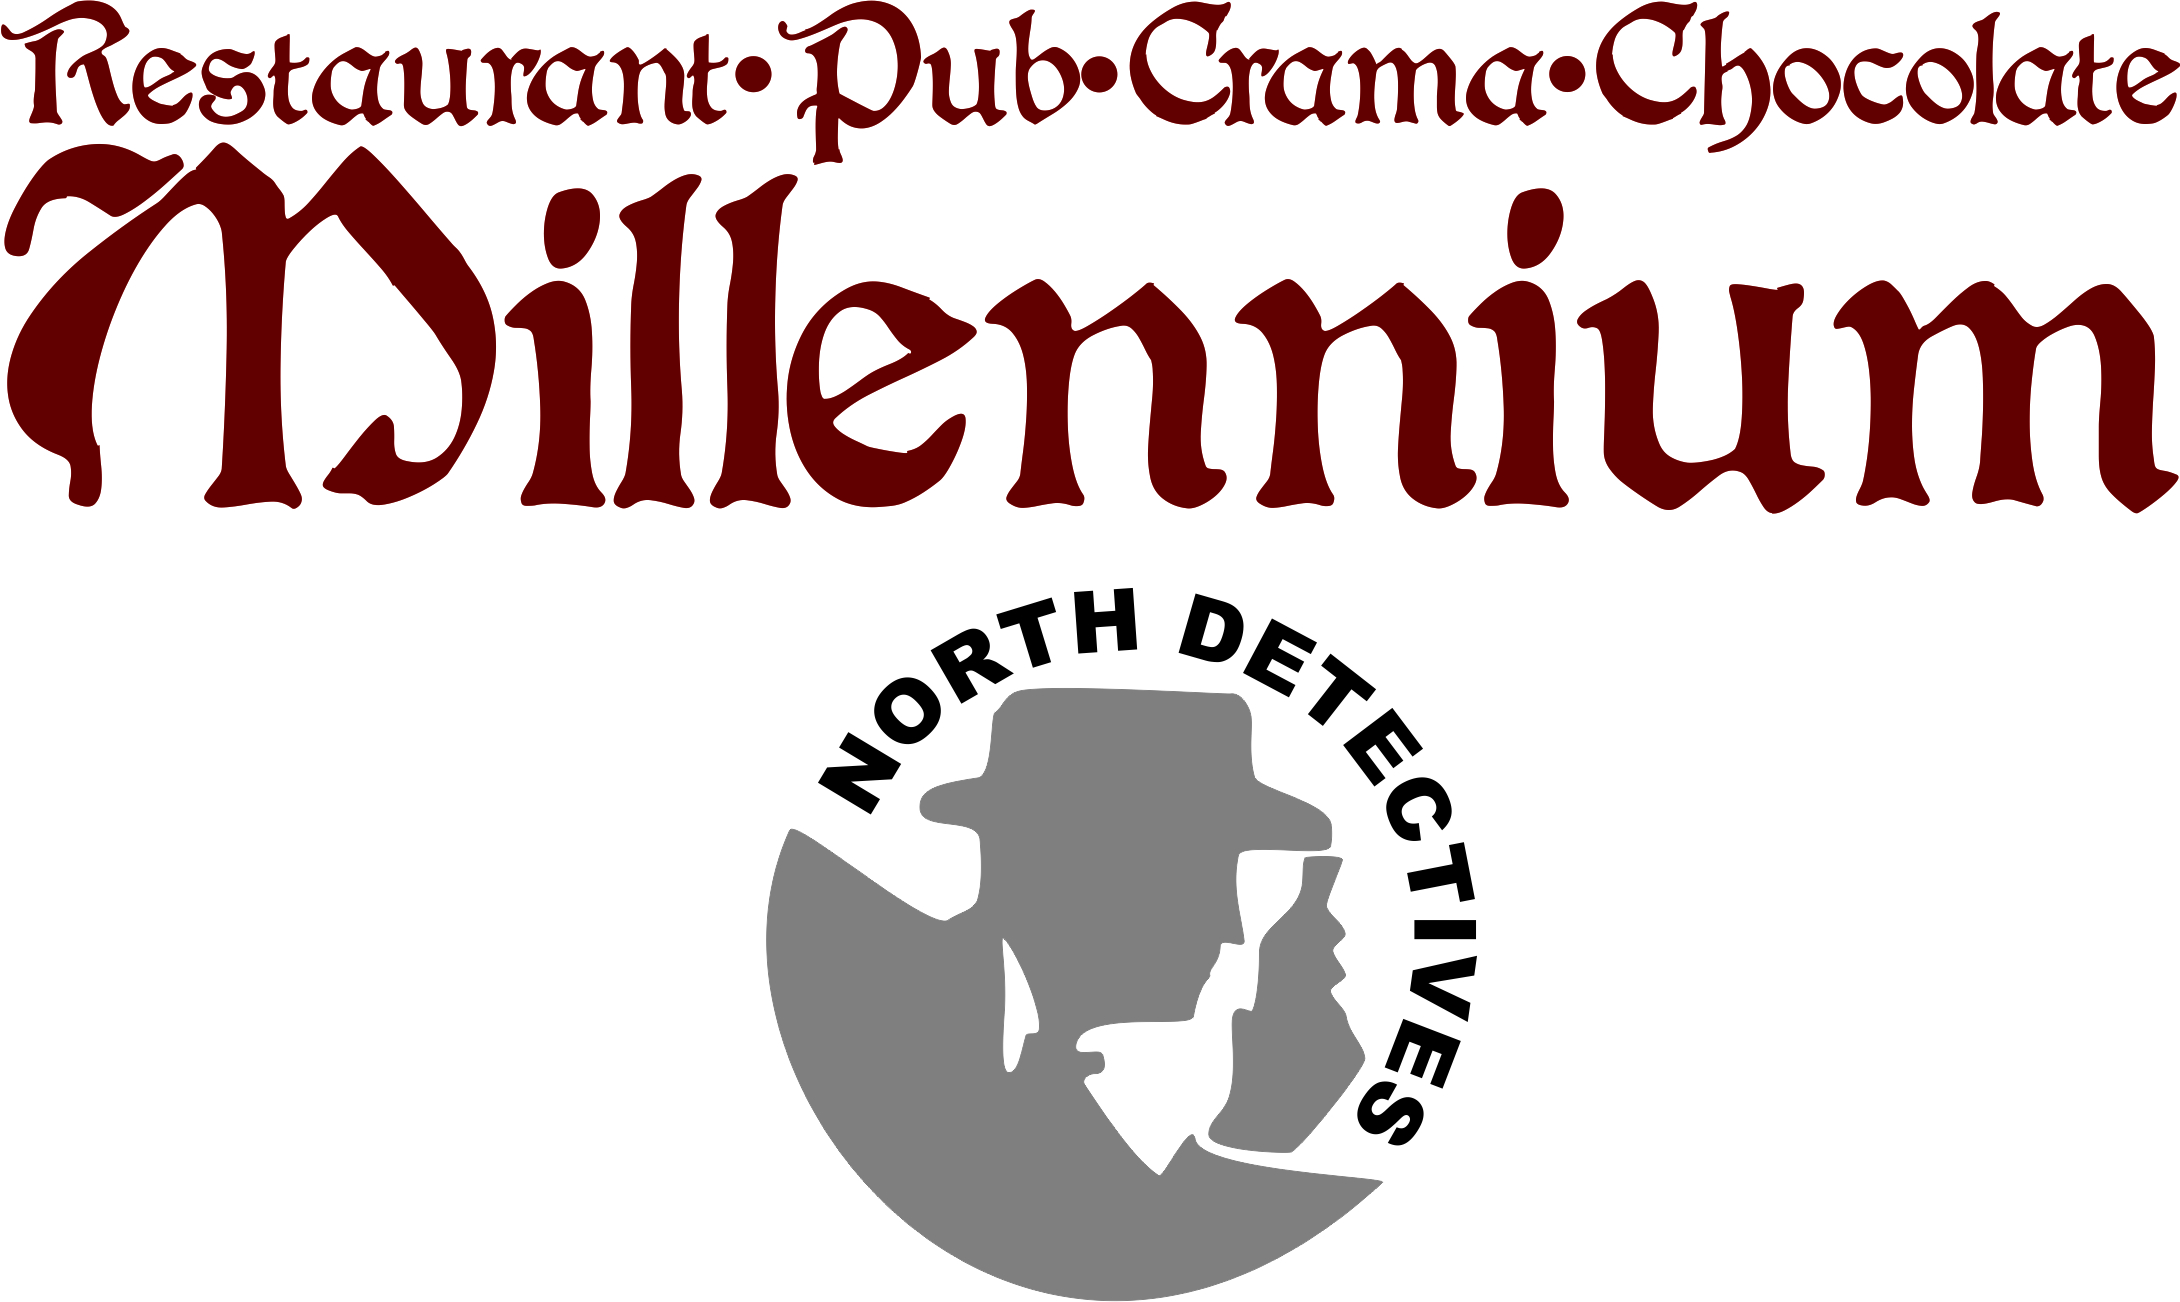 Restaurant·Pub·Crama·Chocolate
Millennium
NORTH DETECTIVES